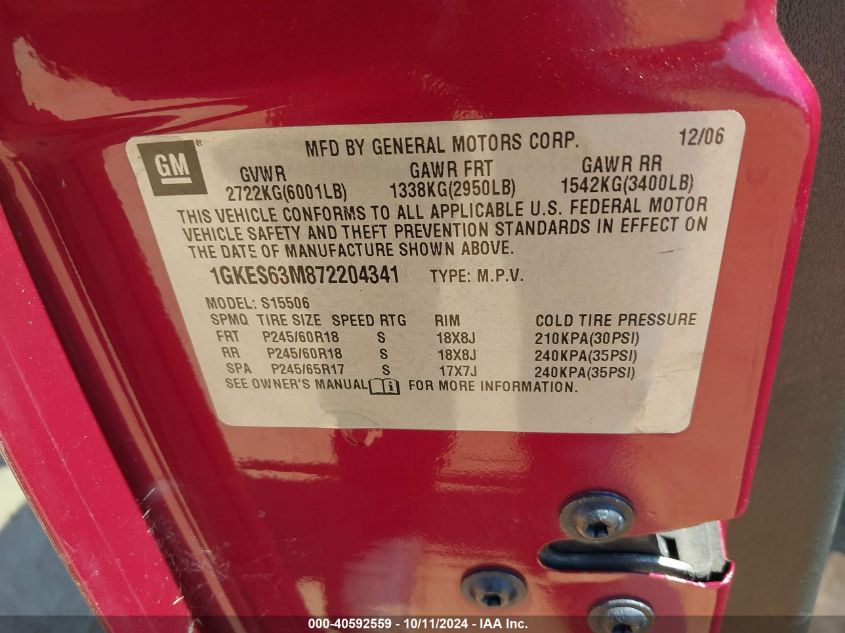 GM®
MFD BY GENERAL MOTORS CORP. 12/06
GVWR GAWR FRT GAWR RR
2722KG(6001LB) 1338KG(2950LB) 1542KG(3400LB)
THIS VEHICLE CONFORMS TO ALL APPLICABLE U.S. FEDERAL MOTOR
VEHICLE SAFETY AND THEFT PREVENTION STANDARDS IN EFFECT ON
THE DATE OF MANUFACTURE SHOWN ABOVE.
1GKES63M872204341 TYPE: M.P.V.
MODEL: S15506
SPMQ TIRE SIZE SPEED RTG RIM COLD TIRE PRESSURE
FRT P245/60R18 S 18X8J 210KPA(30PSI)
RR P245/60R18 S 18X8J 240KPA(35PSI)
SPA P245/65R17 S 17X7J 240KPA(35PSI)
SEE OWNER'S MANUAL FOR MORE INFORMATION.
000-40592559 - 10/11/2024 - IAA Inc.